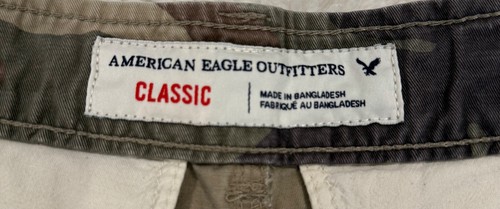 AMERICAN EAGLE OUTFITTERS
CLASSIC
MADE IN BANGLADESH
FABRIQUÉ AU BANGLADESH